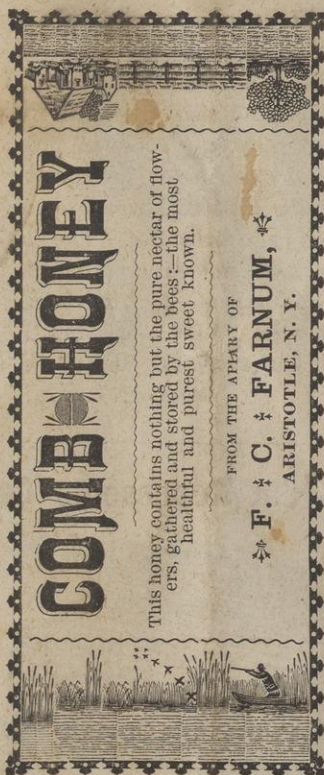 COMB HONEY
This honey contains nothing but the pure nectar of flow-
ers, gathered and stored by the bees:—the most
healthful and purest sweet known.
FROM THE APIARY OF
F. C. FARNUM,
ARISTOTLE, N. Y.